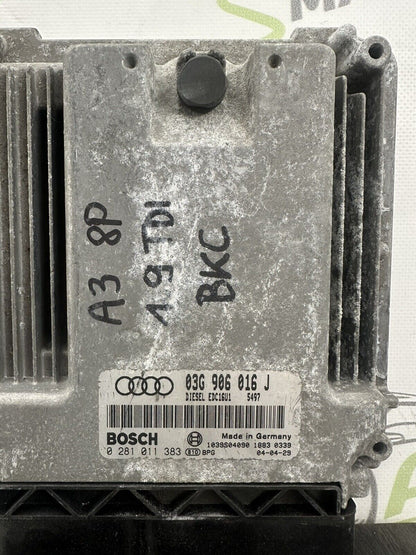 A3 8P
1.9 TDI
BKC
03G 906 016 J
DIESEL EDC16U1 5497
BOSCH
Made in Germany
1039S04090 1883 0339
0 281 011 383 BPG 04-04-29